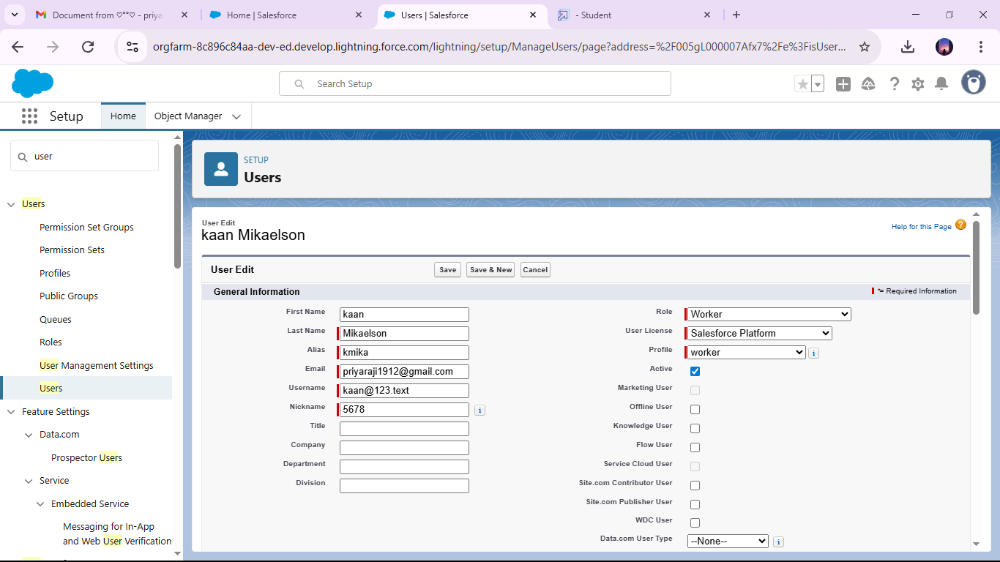 Document from ♡°°♡ - priya
Home | Salesforce
Users | Salesforce
- Student
orgfarm-8c896c84aa-dev-ed.develop.lightning.force.com/lightning/setup/ManageUsers/page?address=%2F005gL000007Afx7%2Fe%3FisUser...
Search Setup
Setup
Home
Object Manager
user
Users
Permission Set Groups
Permission Sets
Profiles
Public Groups
Queues
Roles
User Management Settings
Users
Feature Settings
Data.com
Prospector Users
Service
Embedded Service
Messaging for In-App
and Web User Verification
SETUP
Users
User Edit
kaan Mikaelson
Help for this Page
User Edit
Save
Save & New
Cancel
General Information
= Required Information
First Name kaan
Last Name Mikaelson
Alias kmika
Email priyaraji1912@gmail.com
Username kaan@123.text
Nickname 5678
Title
Company
Department
Division
Role Worker
User License Salesforce Platform
Profile worker
Active
Marketing User
Offline User
Knowledge User
Flow User
Service Cloud User
Site.com Contributor User
Site.com Publisher User
WDC User
Data.com User Type --None--